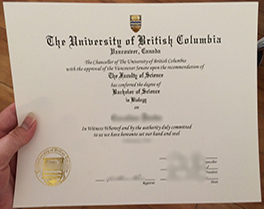 The University of British Columbia
Vancouver, Canada
The Chancellor of The University of British Columbia
with the approval of the Vancouver Senate upon the recommendation of
The Faculty of Science
has conferred the degree of
Bachelor of Science
in Biology
on
In Witness Whereof and by the authority duly committed
to us we have hereunto set our hand and seal
Registrar